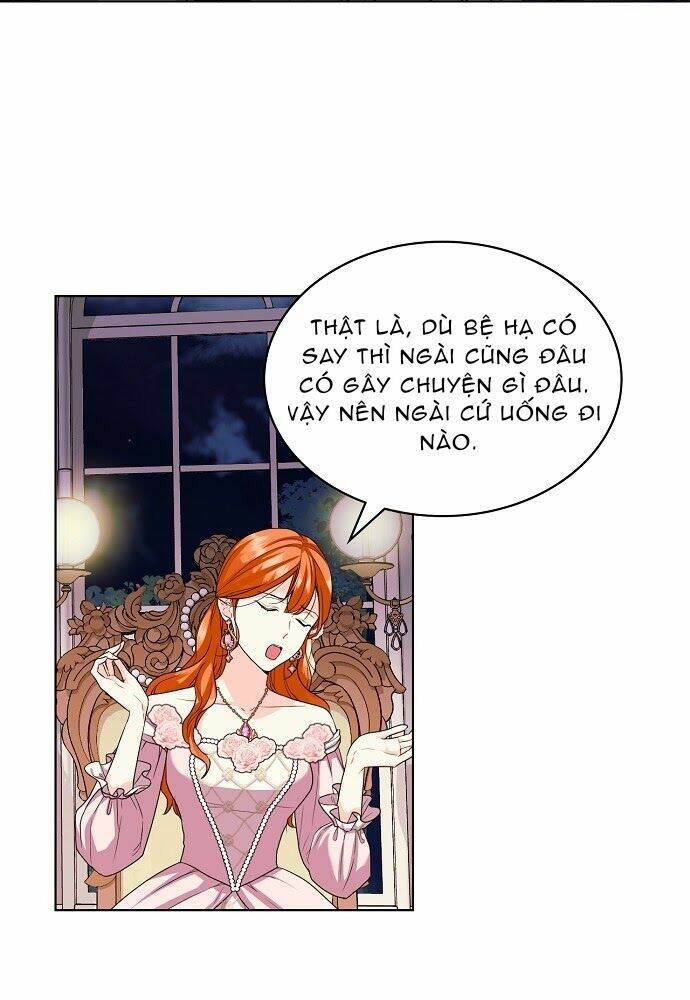 THẬT LÀ, DÙ BỆ HẠ CÓ
SAY THÌ NGÀI CŨNG ĐÂU
CÓ GÂY CHUYỆN GÌ ĐÂU.
VẬY NÊN NGÀI CỨ UỐNG ĐI
NÀO.